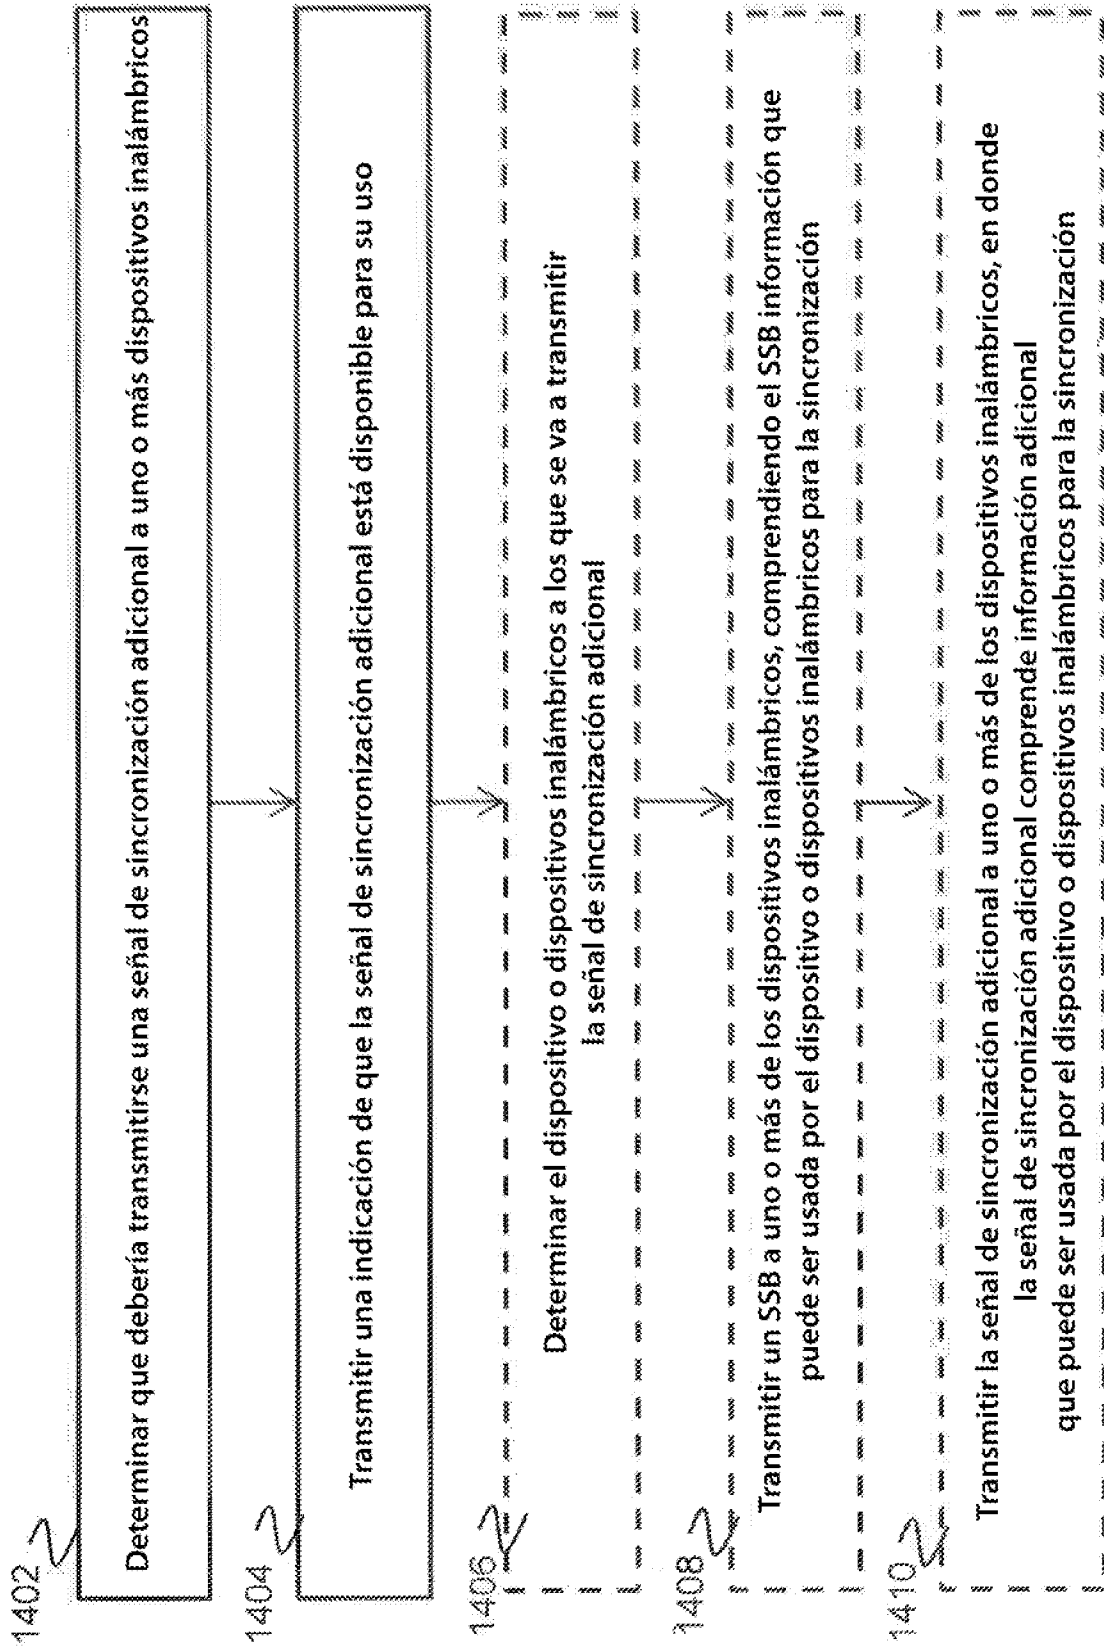 1402
Determinar que debería transmitirse una señal de sincronización adicional a uno o más dispositivos inalámbricos
1404
Transmitir una indicación de que la señal de sincronización adicional está disponible para su uso
1406
Determinar el dispositivo o dispositivos inalámbricos a los que se va a transmitir
la señal de sincronización adicional
1408
Transmitir un SSB a uno o más de los dispositivos inalámbricos, comprendiendo el SSB información que
puede ser usada por el dispositivo o dispositivos inalámbricos para la sincronización
1410
Transmitir la señal de sincronización adicional a uno o más de los dispositivos inalámbricos, en donde
la señal de sincronización adicional comprende información adicional
que puede ser usada por el dispositivo o dispositivos inalámbricos para la sincronización